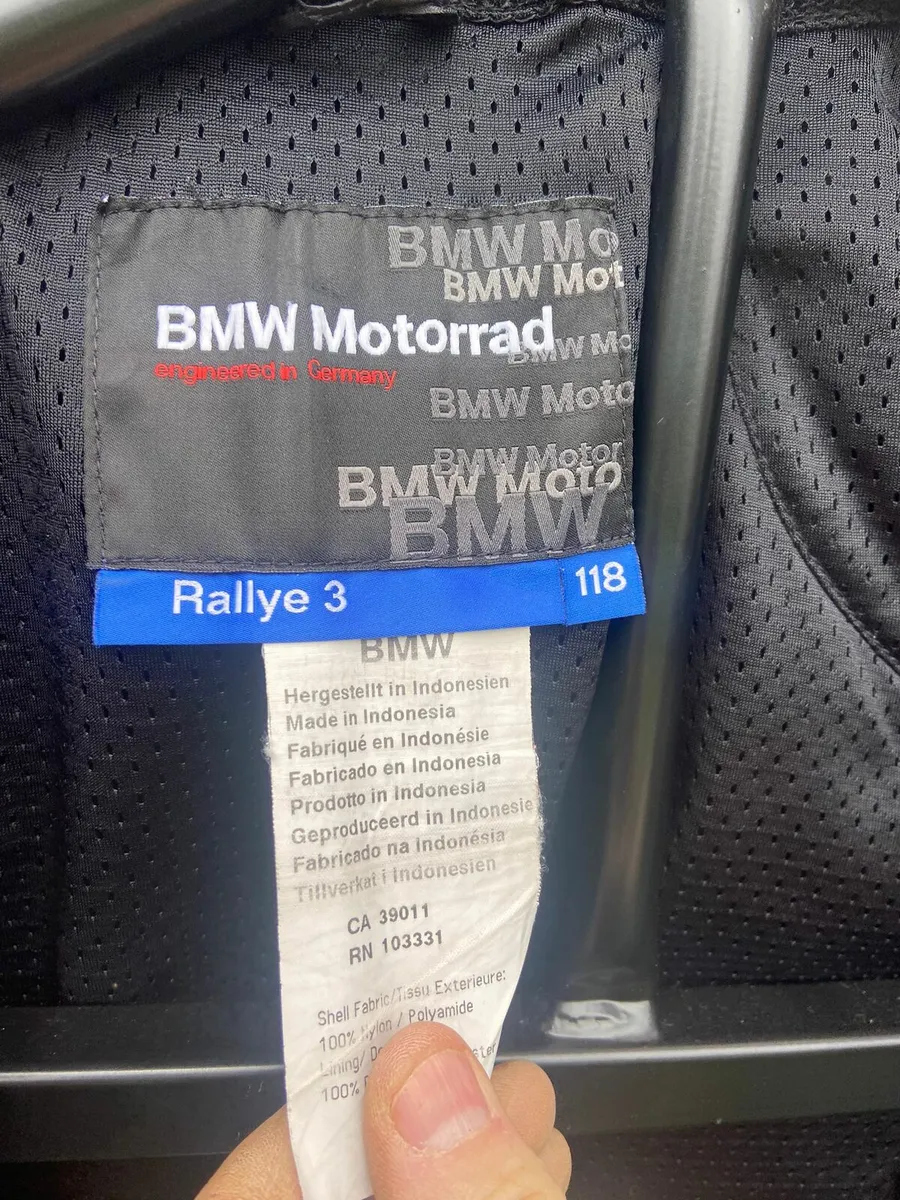 BMW Mo
BMW Mot
BMW Motorrad
BMW Mo
engineered in Germany
BMW Moto
BMW Motor
BMW Moto
BMW
Rallye 3
118
BMW
Hergestellt in Indonesien
Made in Indonesia
Fabriqué en Indonésie
Fabricado en Indonesia
Prodotto in Indonesia
Geproduceerd in Indonesie
Fabricado na Indonésia
Tillverkat i Indonesien
CA 39011
RN 103331
Shell Fabric/Tissu Exterieure:
100% Nylon / Polyamide
Lining/
100%